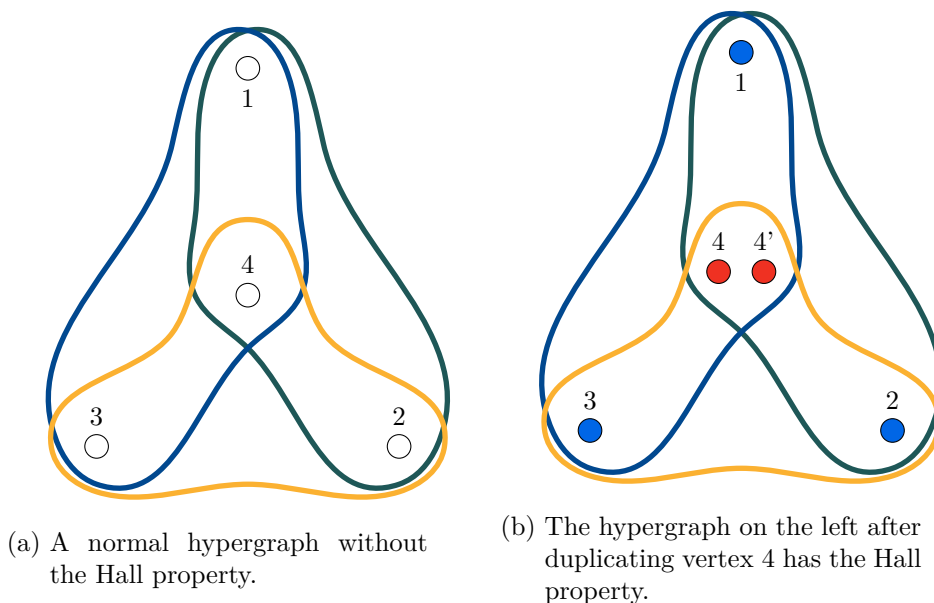 1
4
3
2
(a) A normal hypergraph without
the Hall property.
1
4 4’
3
2
(b) The hypergraph on the left after
duplicating vertex 4 has the Hall
property.